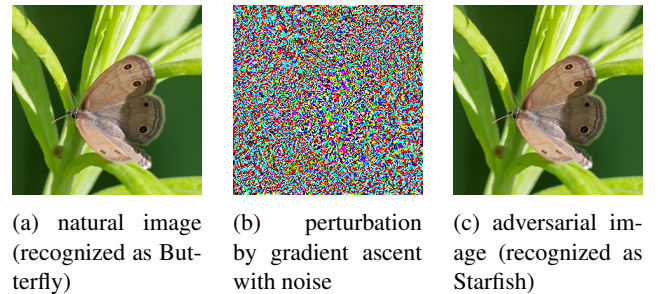 (a) natural image
(recognized as But-
terfly)
(b) perturbation
by gradient ascent
with noise
(c) adversarial im-
age (recognized as
Starfish)